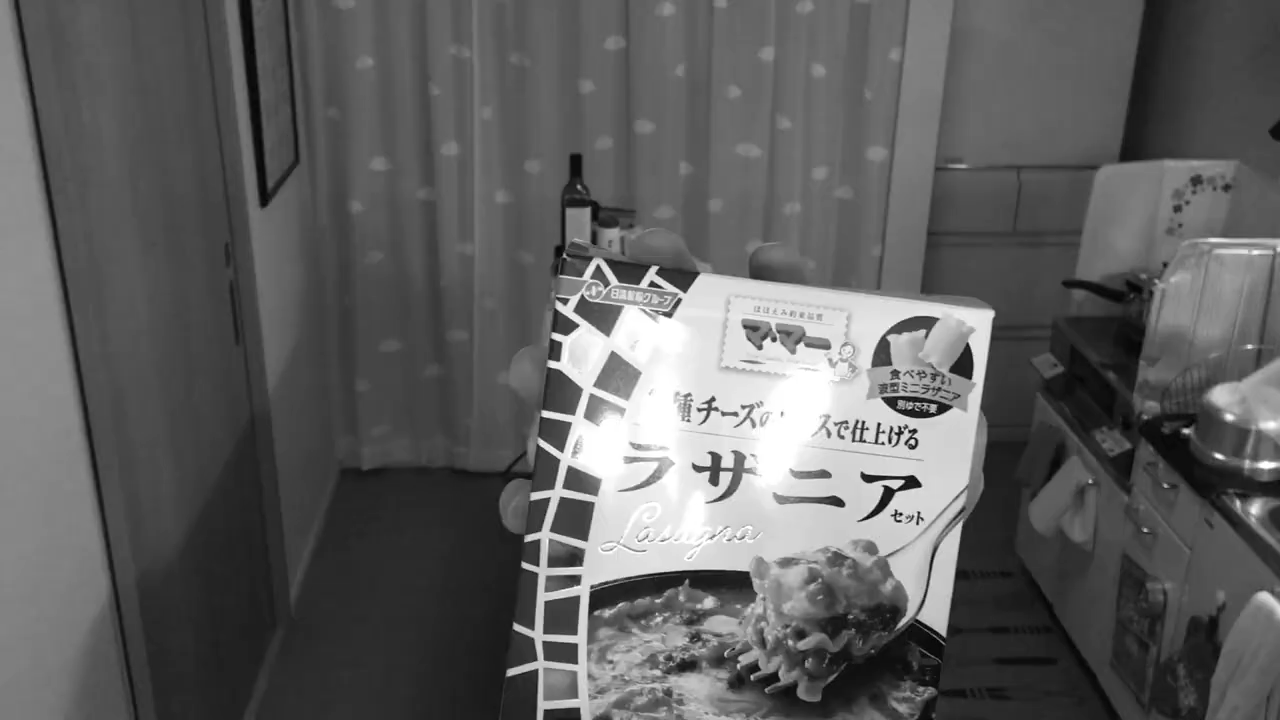 日清製粉グループ
ほほえみ約束品質
マ・マー
食べやすい
波型ミニラザニア
別ゆで不要
種チーズの スで仕上げる
ラザニア
セット
Lasagna